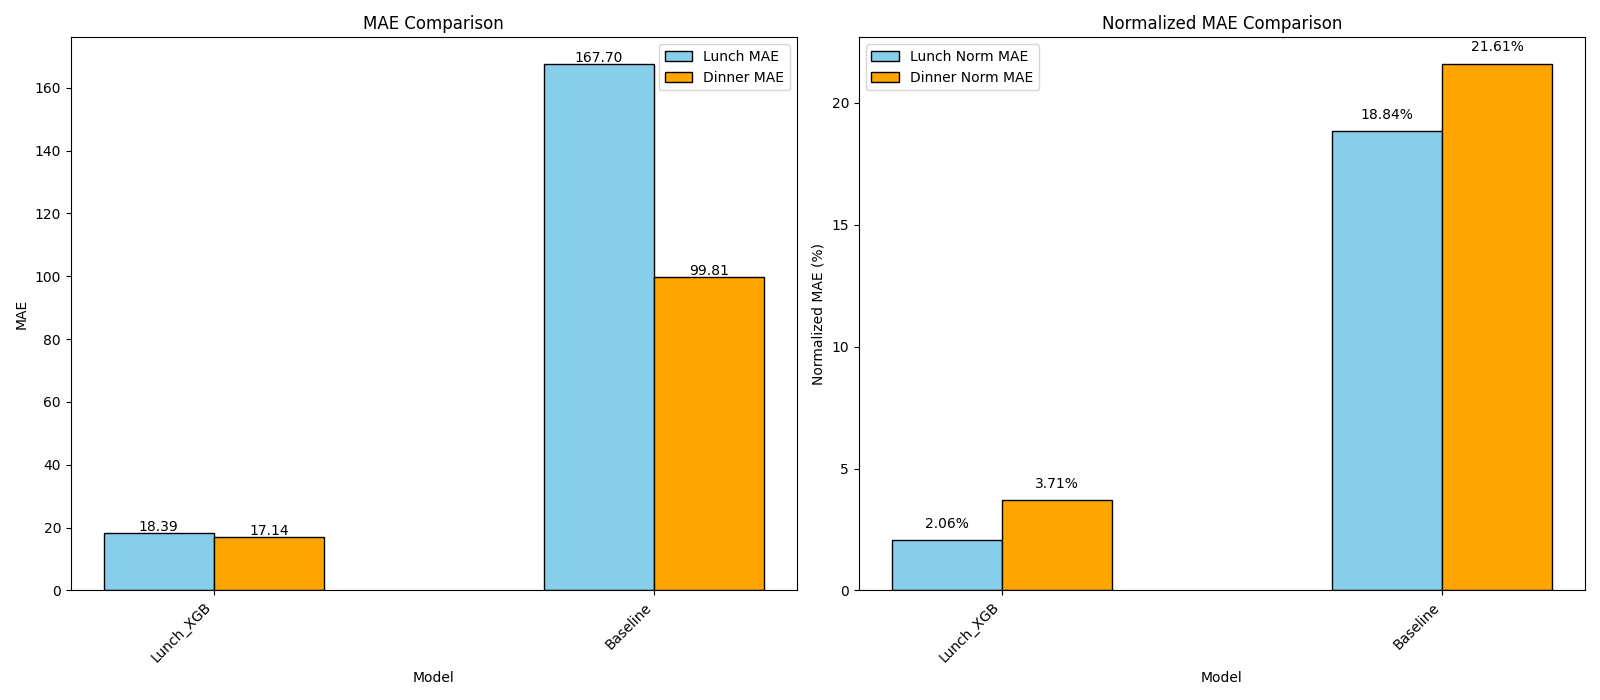 MAE Comparison
167.70
99.81
18.39
17.14
Lunch MAE
Dinner MAE
160
140
120
100
80
60
40
20
0
MAE
Lunch_XGB
Baseline
Model
Normalized MAE Comparison
Lunch Norm MAE
Dinner Norm MAE
21.61%
18.84%
3.71%
2.06%
20
15
10
5
0
Normalized MAE (%)
Lunch_XGB
Baseline
Model